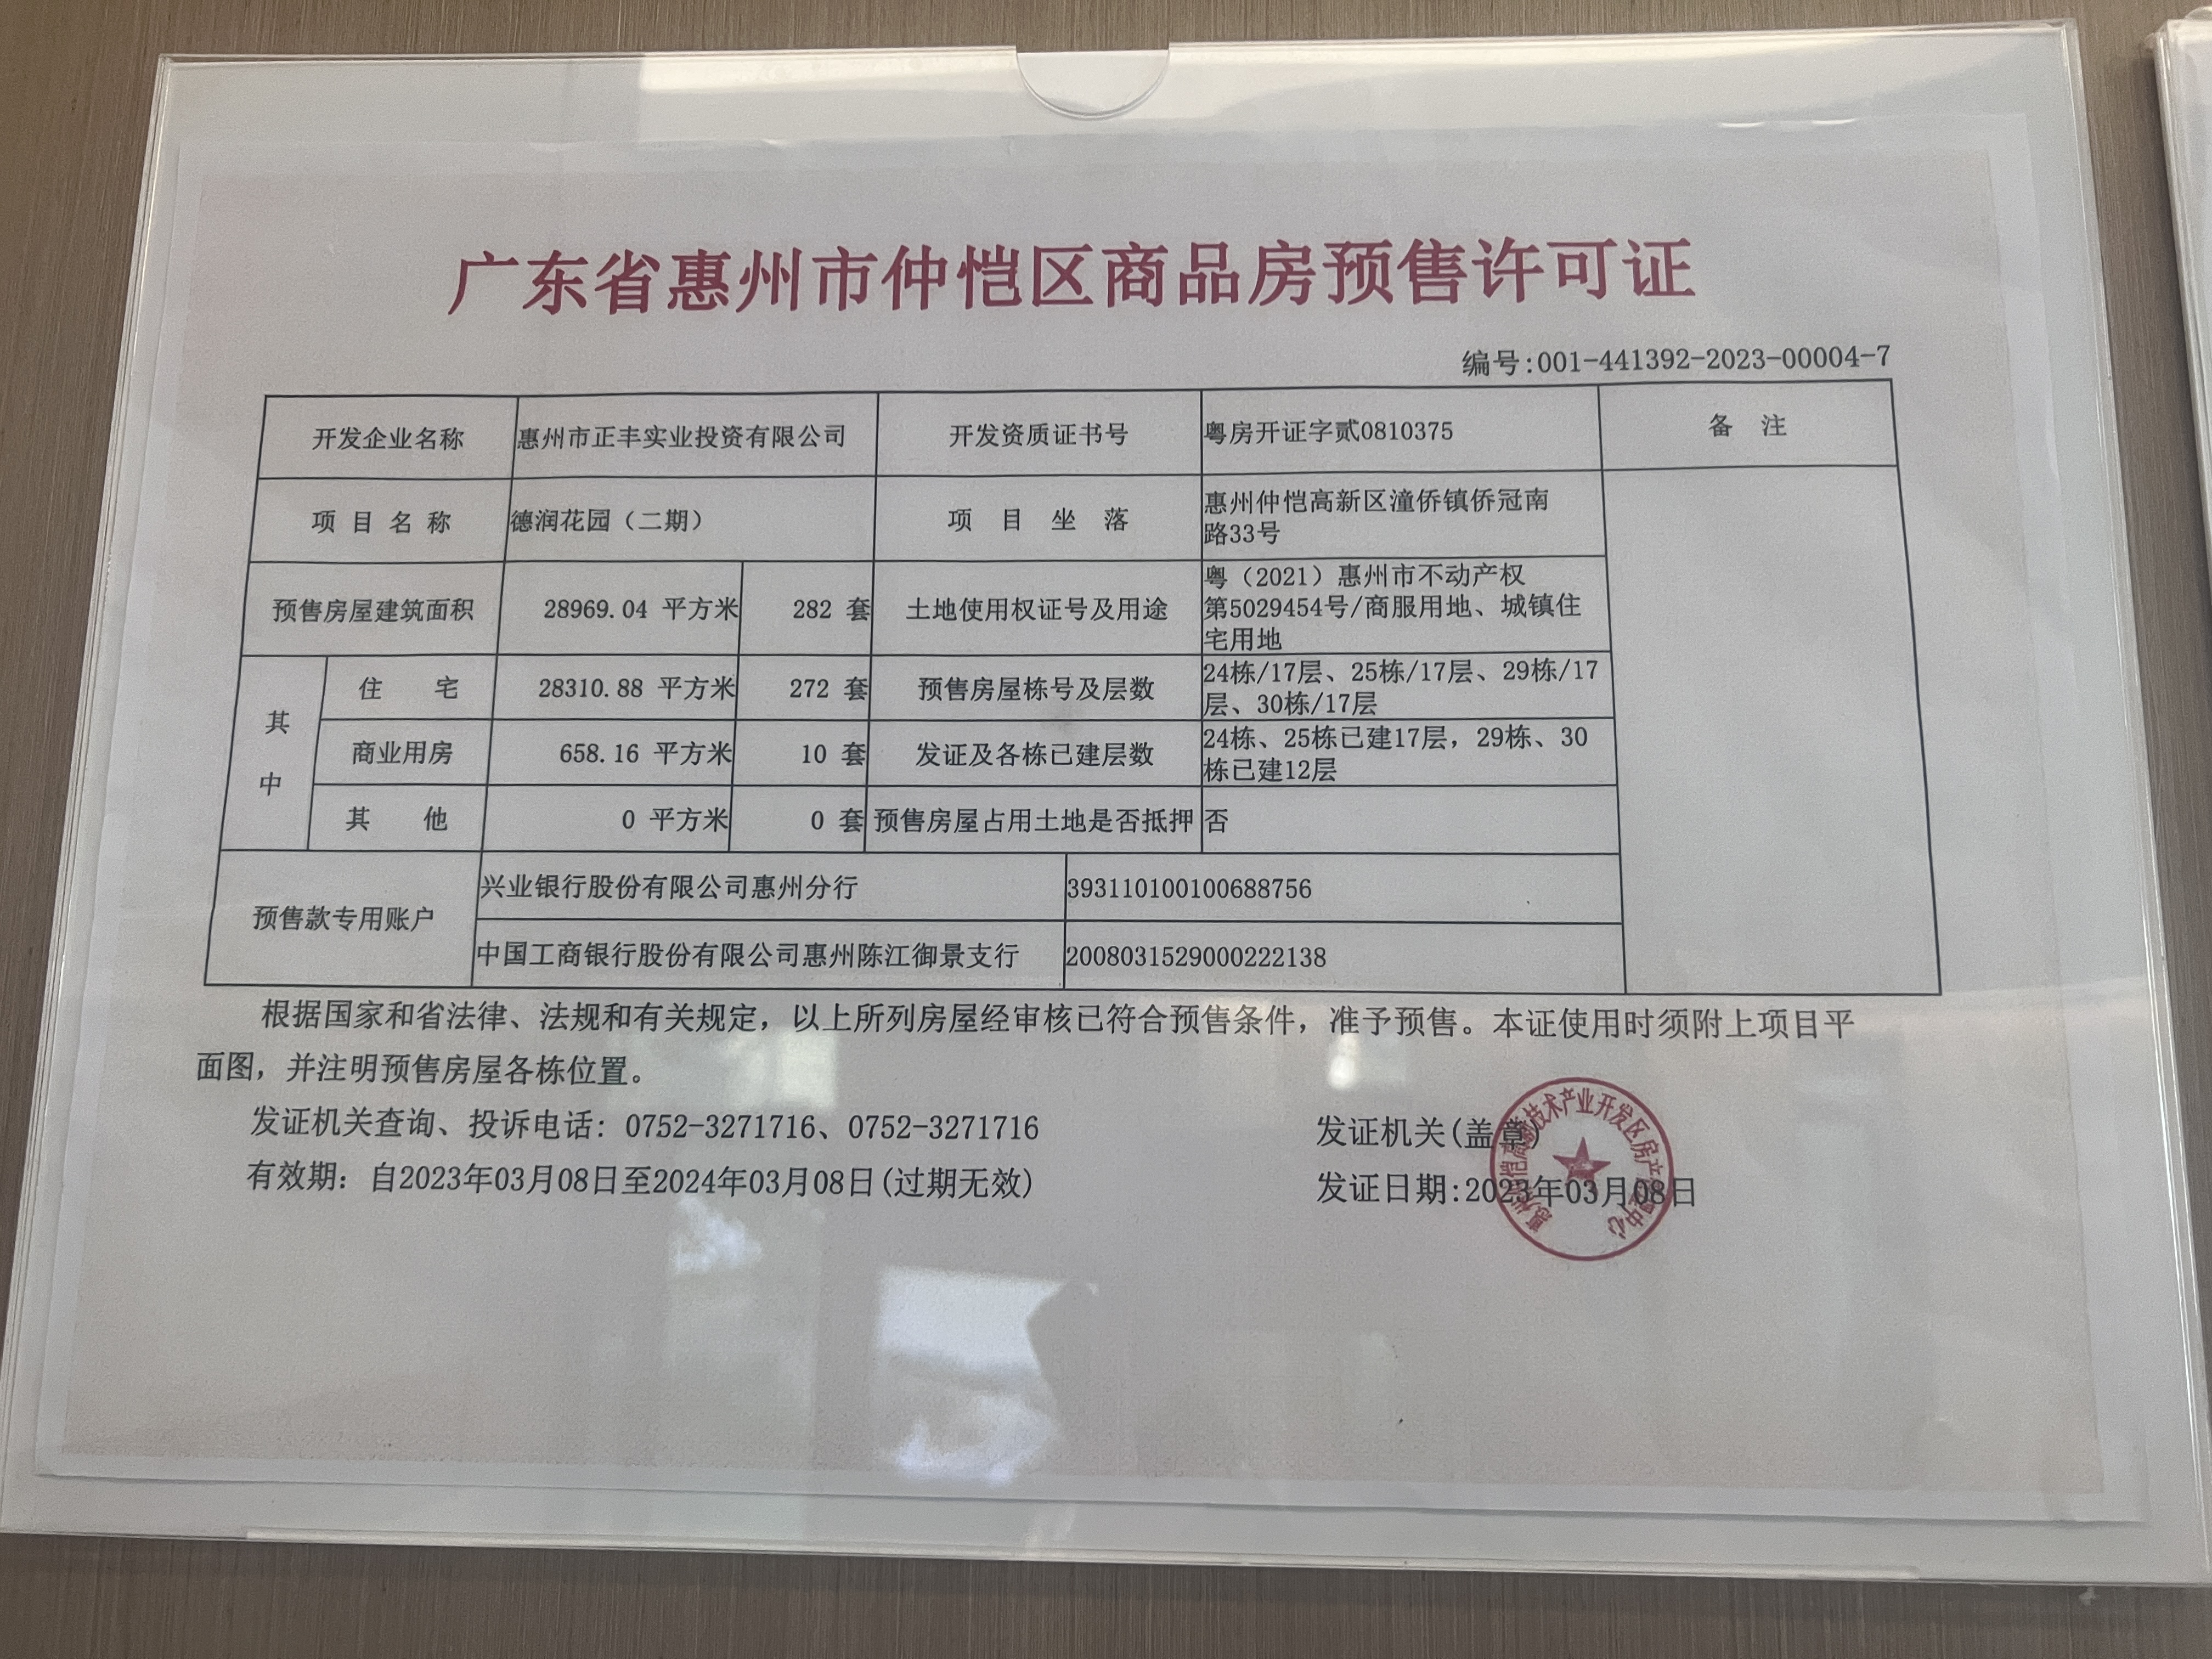 广东省惠州市仲恺区商品房预售许可证
编号:001-441392-2023-00004-7
开发企业名称 惠州市正丰实业投资有限公司 开发资质证书号 粤房开证字贰0810375 备 注
项目名称 德润花园（二期） 项目坐落 惠州仲恺高新区潼侨镇侨冠南
路33号
预售房屋建筑面积 28969.04 平方米 282 套 土地使用权证号及用途 粤（2021）惠州市不动产权
第5029454号/商服用地、城镇住
宅用地
其中 住宅 28310.88 平方米 272 套 预售房屋栋号及层数 24栋/17层、25栋/17层、29栋/17
层、30栋/17层
商业用房 658.16 平方米 10 套 发证及各栋已建层数 24栋、25栋已建17层，29栋、30
栋已建12层
其他 0 平方米 0 套 预售房屋占用土地是否抵押 否
预售款专用账户 兴业银行股份有限公司惠州分行 393110100100688756
中国工商银行股份有限公司惠州陈江御景支行 2008031529000222138
根据国家和省法律、法规和有关规定，以上所列房屋经审核已符合预售条件，准予预售。本证使用时须附上项目平
面图，并注明预售房屋各栋位置。
发证机关查询、投诉电话：0752-3271716、0752-3271716
发证机关(盖章)
有效期：自2023年03月08日至2024年03月08日(过期无效)
发证日期:2023年03月08日
技术产业开发区房产